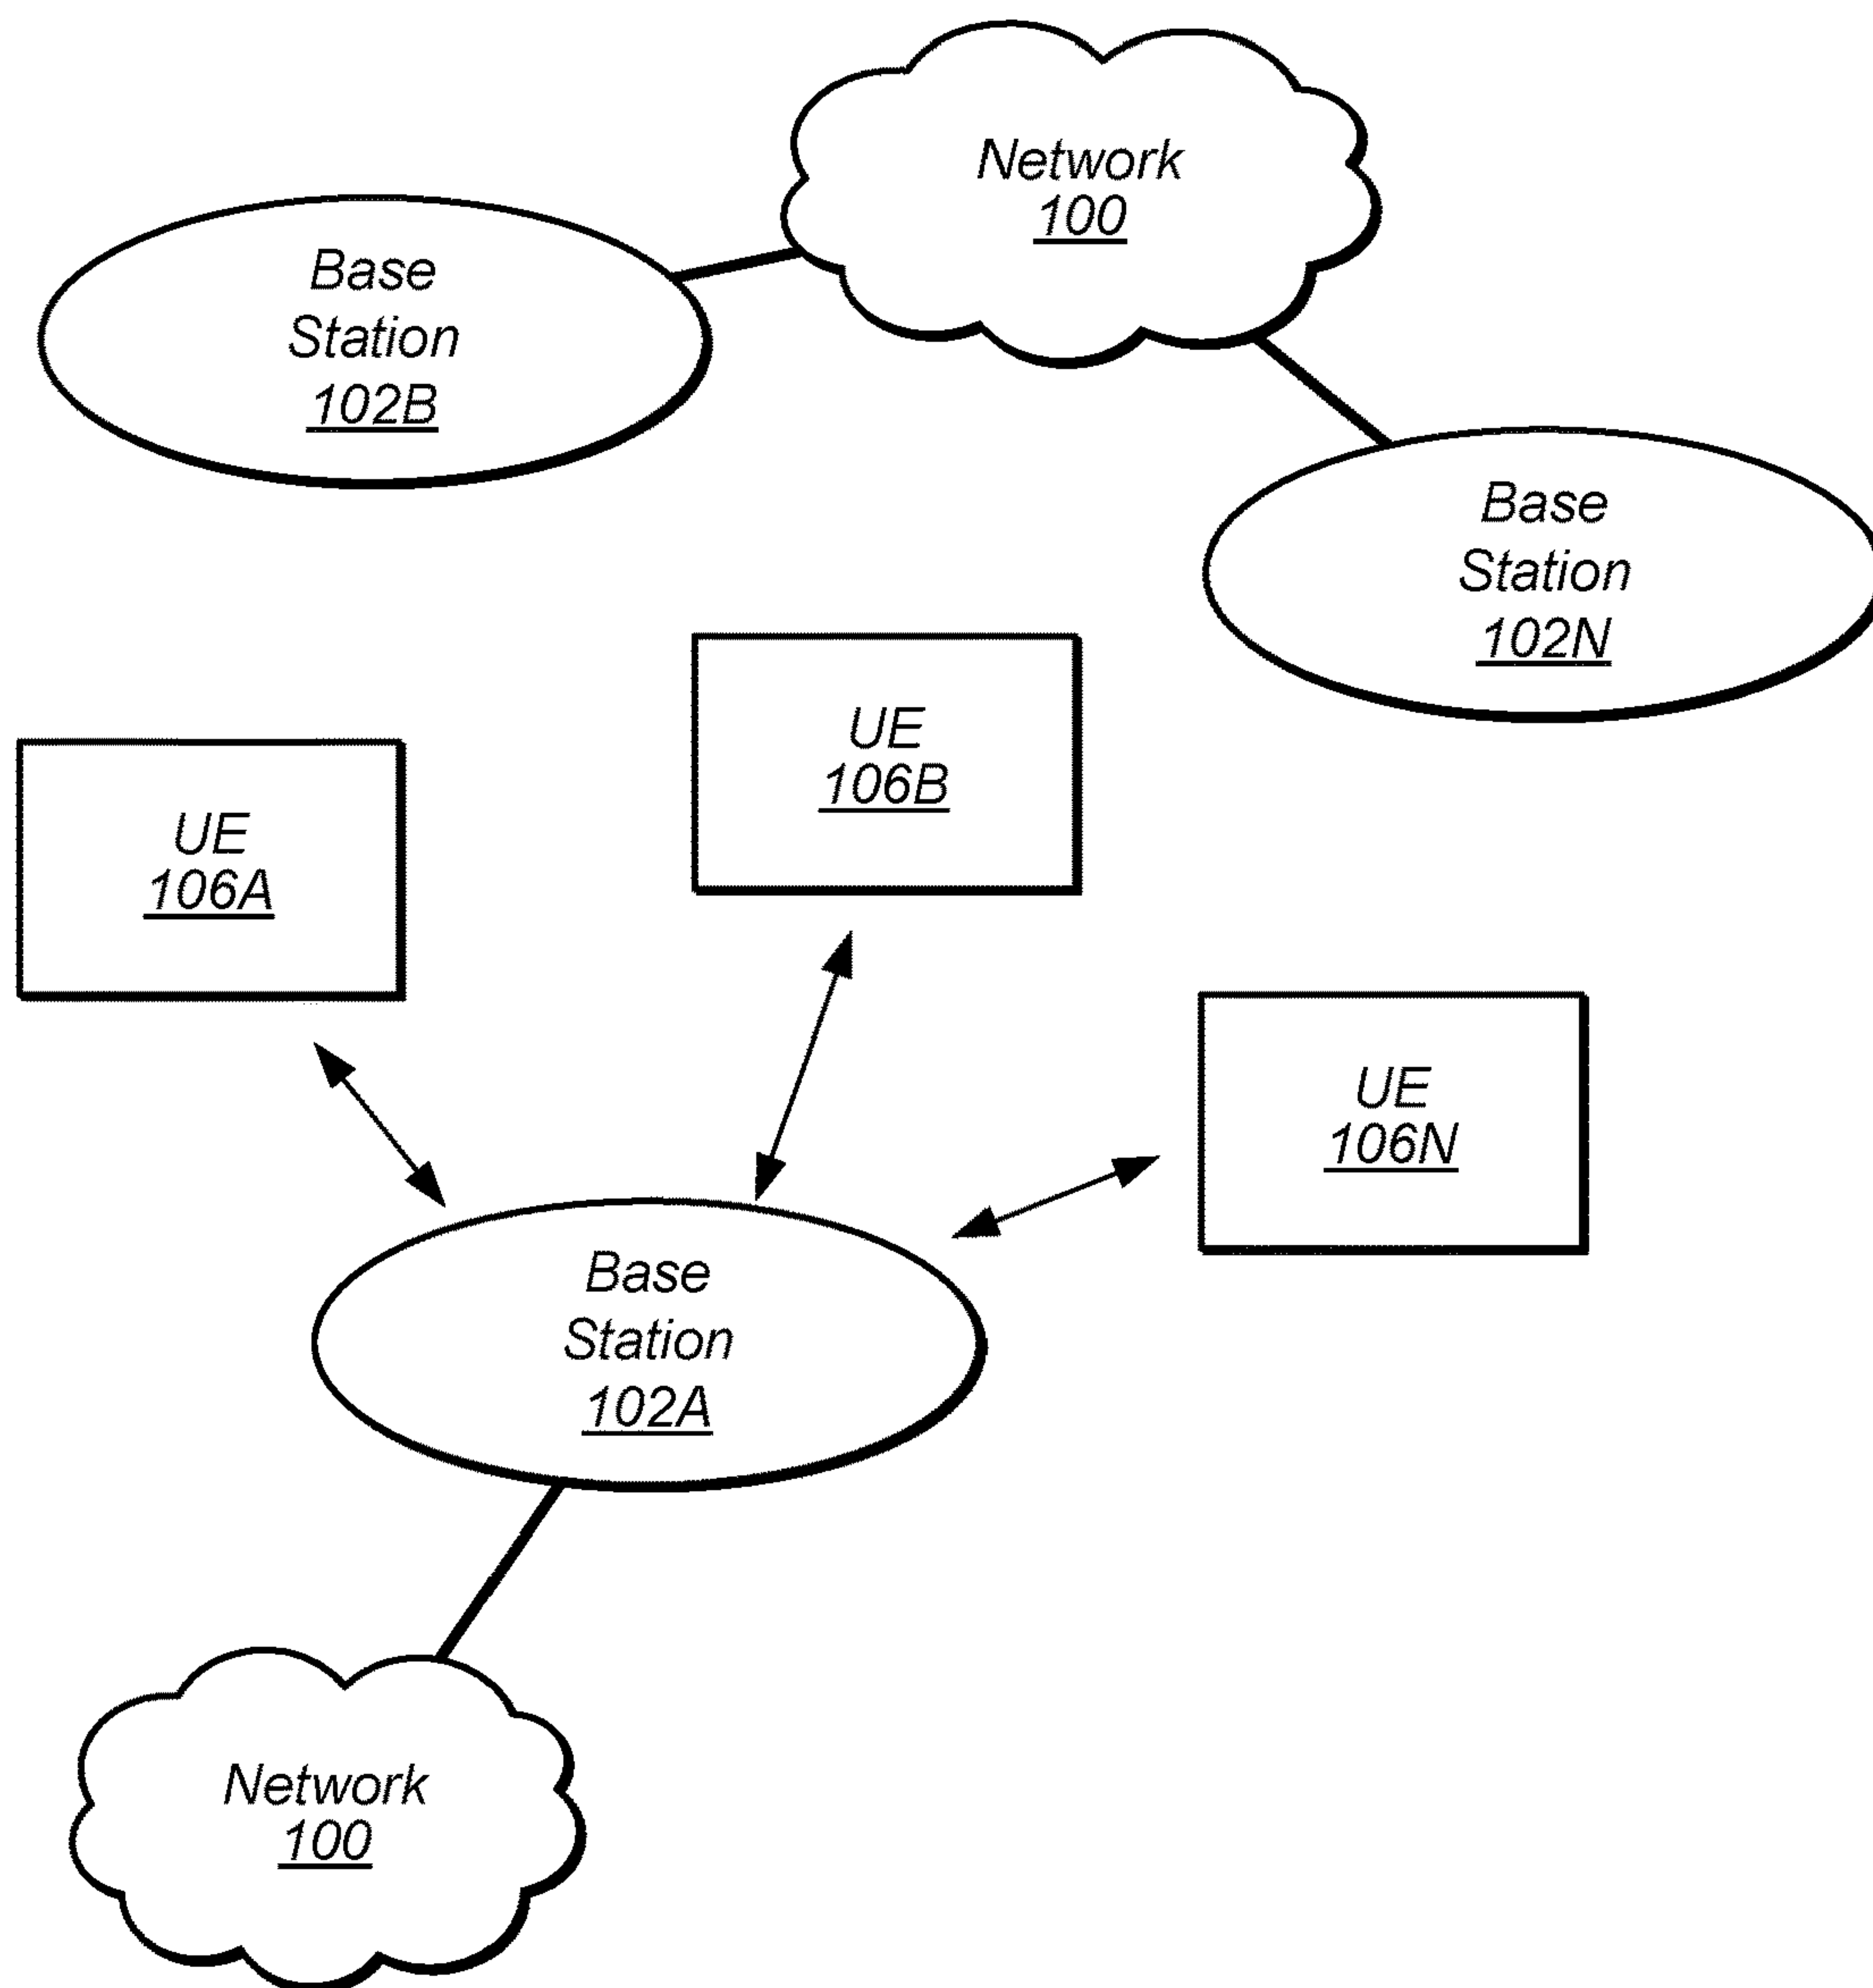 Network
100
Base
Station
102B
Base
Station
102N
UE
106B
UE
106A
UE
106N
Base
Station
102A
Network
100